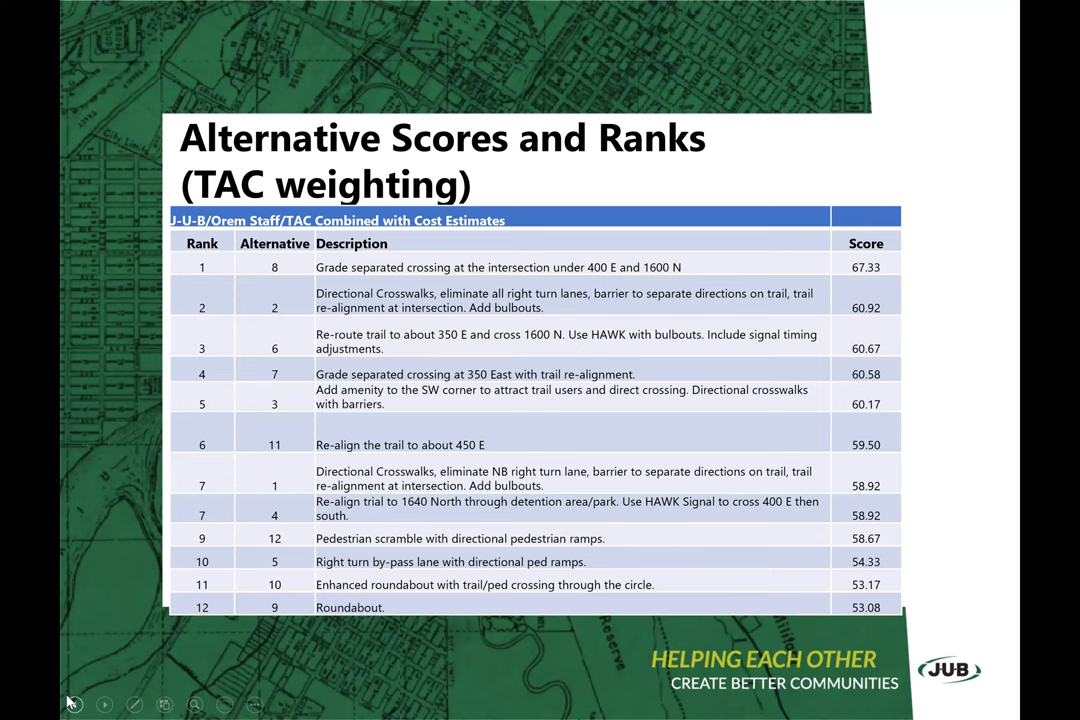 Alternative Scores and Ranks
(TAC weighting)
J-U-B/Orem Staff/TAC Combined with Cost Estimates
Rank Alternative Description Score
1 8 Grade separated crossing at the intersection under 400 E and 1600 N 67.33
Directional Crosswalks, eliminate all right turn lanes, barrier to separate directions on trail, trail
2 2 re-alignment at intersection. Add bulbouts. 60.92
Re-route trail to about 350 E and cross 1600 N. Use HAWK with bulbouts. Include signal timing
3 6 adjustments. 60.67
4 7 Grade separated crossing at 350 East with trail re-alignment. 60.58
Add amenity to the SW corner to attract trail users and direct crossing. Directional crosswalks
5 3 with barriers. 60.17
6 11 Re-align the trail to about 450 E 59.50
Directional Crosswalks, eliminate NB right turn lane, barrier to separate directions on trail, trail
7 1 re-alignment at intersection. Add bulbouts. 58.92
Re-align trial to 1640 North through detention area/park. Use HAWK Signal to cross 400 E then
7 4 south. 58.92
9 12 Pedestrian scramble with directional pedestrian ramps. 58.67
10 5 Right turn by-pass lane with directional ped ramps. 54.33
11 10 Enhanced roundabout with trail/ped crossing through the circle. 53.17
12 9 Roundabout. 53.08
Reserve
HELPING EACH OTHER
CREATE BETTER COMMUNITIES
JUB
City Limits